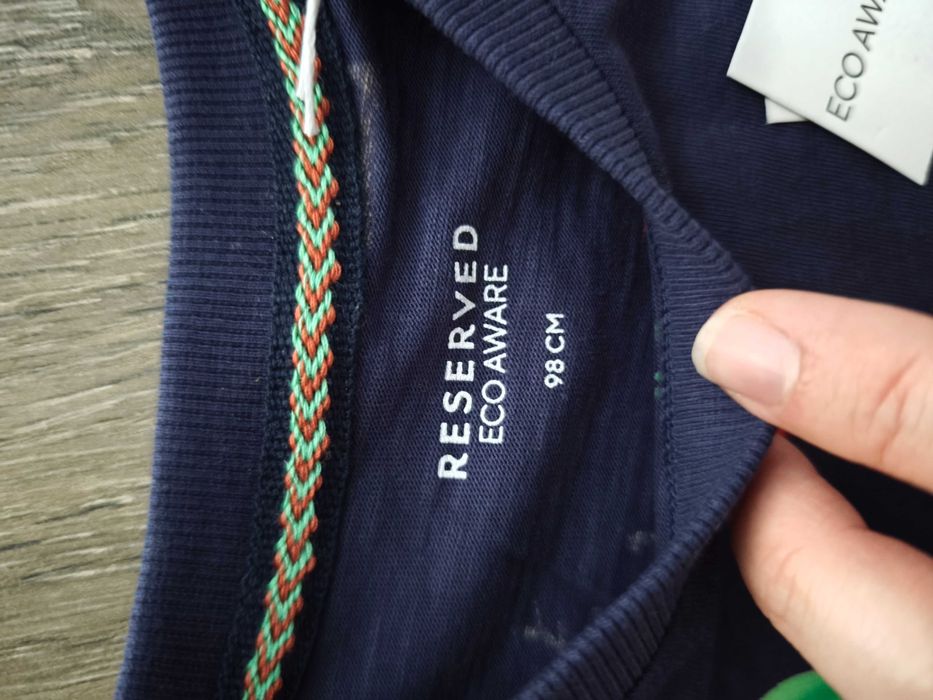 RESERVED
ECO AWARE
98 CM
ECO AWA